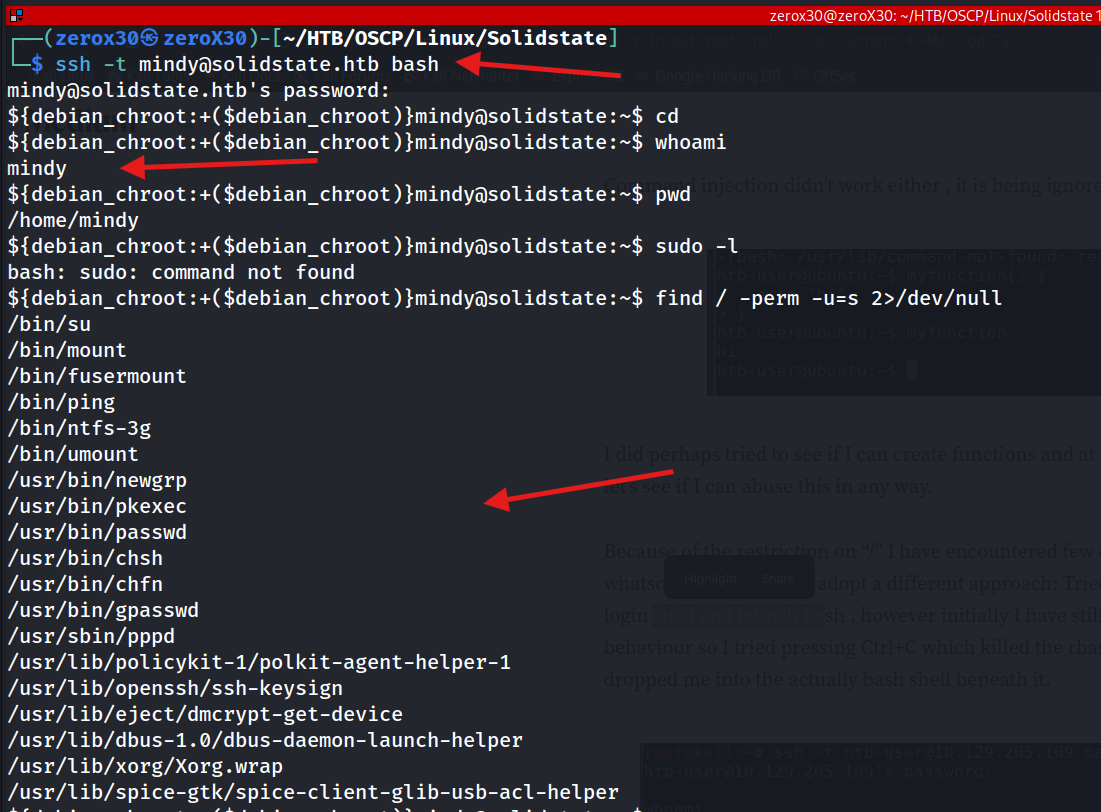 zerox30@zeroX30: ~/HTB/OSCP/Linux/Solidstate 1
┌──(zerox30㉿zeroX30)-[~/HTB/OSCP/Linux/Solidstate]
└─$ ssh -t mindy@solidstate.htb bash
Google Hacking DB OffSec
mindy@solidstate.htb's password:
${debian_chroot:+($debian_chroot)}mindy@solidstate:~$ cd
${debian_chroot:+($debian_chroot)}mindy@solidstate:~$ whoami
mindy
Command injection didn't work either , it is being ignore
${debian_chroot:+($debian_chroot)}mindy@solidstate:~$ pwd
/home/mindy
${debian_chroot:+($debian_chroot)}mindy@solidstate:~$ sudo -l
bash: sudo: command not found
${debian_chroot:+($debian_chroot)}mindy@solidstate:~$ find / -perm -u=s 2>/dev/null
/bin/su
/bin/mount
/bin/fusermount
/bin/ping
/bin/ntfs-3g
/bin/umount
/usr/bin/newgrp
/usr/bin/pkexec
/usr/bin/passwd
/usr/bin/chsh
/usr/bin/chfn
/usr/bin/gpasswd
/usr/sbin/pppd
/usr/lib/policykit-1/polkit-agent-helper-1
/usr/lib/openssh/ssh-keysign
/usr/lib/eject/dmcrypt-get-device
/usr/lib/dbus-1.0/dbus-daemon-launch-helper
/usr/lib/xorg/Xorg.wrap
/usr/lib/spice-gtk/spice-client-glib-usb-acl-helper
-rbash: /usr/lib/command-not-found: re
htb-user@ubuntu:~$ myfunction() {
htb-user@ubuntu:~$ myfunction
hi
htb-user@ubuntu:~$
I did perhaps tried to see if I can create functions and at
let's see if I can abuse this in any way.
Because of the restriction on "/" I have encountered few
whatso adopt a different approach: Tried
Highlight Share
login sh , however initially I have stil
behaviour so I tried pressing Ctrl+C which killed the rba
dropped me into the actually bash shell beneath it.
ssh -t htb-user@10.129.205.109 ba
htb-user@10.129.205.109's password:
whoami